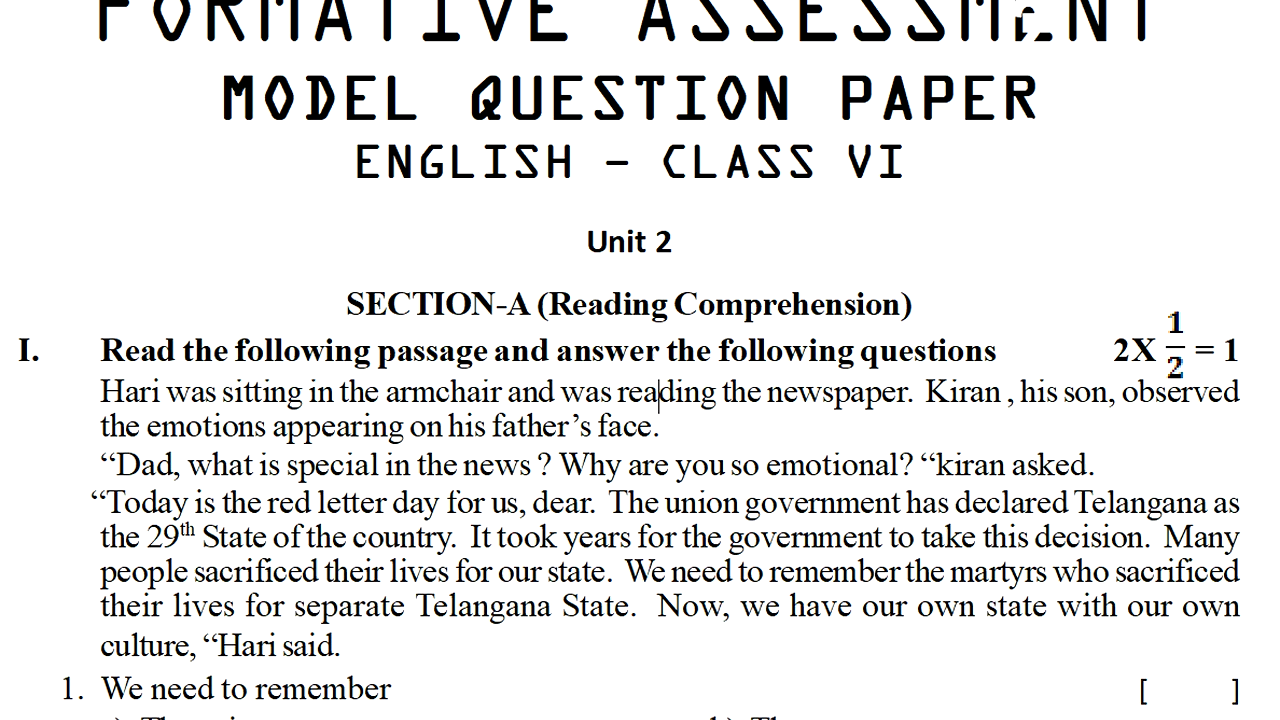 FORMATIVE ASSESSMENT
MODEL QUESTION PAPER
ENGLISH – CLASS VI
Unit 2
SECTION-A (Reading Comprehension)
I. Read the following passage and answer the following questions 2X 1/2 = 1
Hari was sitting in the armchair and was reading the newspaper. Kiran , his son, observed
the emotions appearing on his father’s face.
“Dad, what is special in the news ? Why are you so emotional? “kiran asked.
“Today is the red letter day for us, dear. The union government has declared Telangana as
the 29th State of the country. It took years for the government to take this decision. Many
people sacrificed their lives for our state. We need to remember the martyrs who sacrificed
their lives for separate Telangana State. Now, we have our own state with our own
culture, “Hari said.
1. We need to remember [ ]